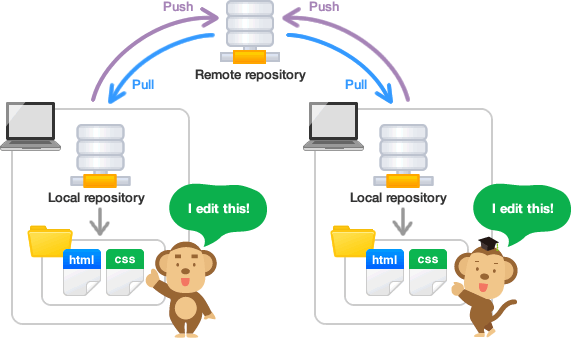 Push
Push
Pull
Pull
Remote repository
Local repository
Local repository
I edit this!
I edit this!
html
css
html
css